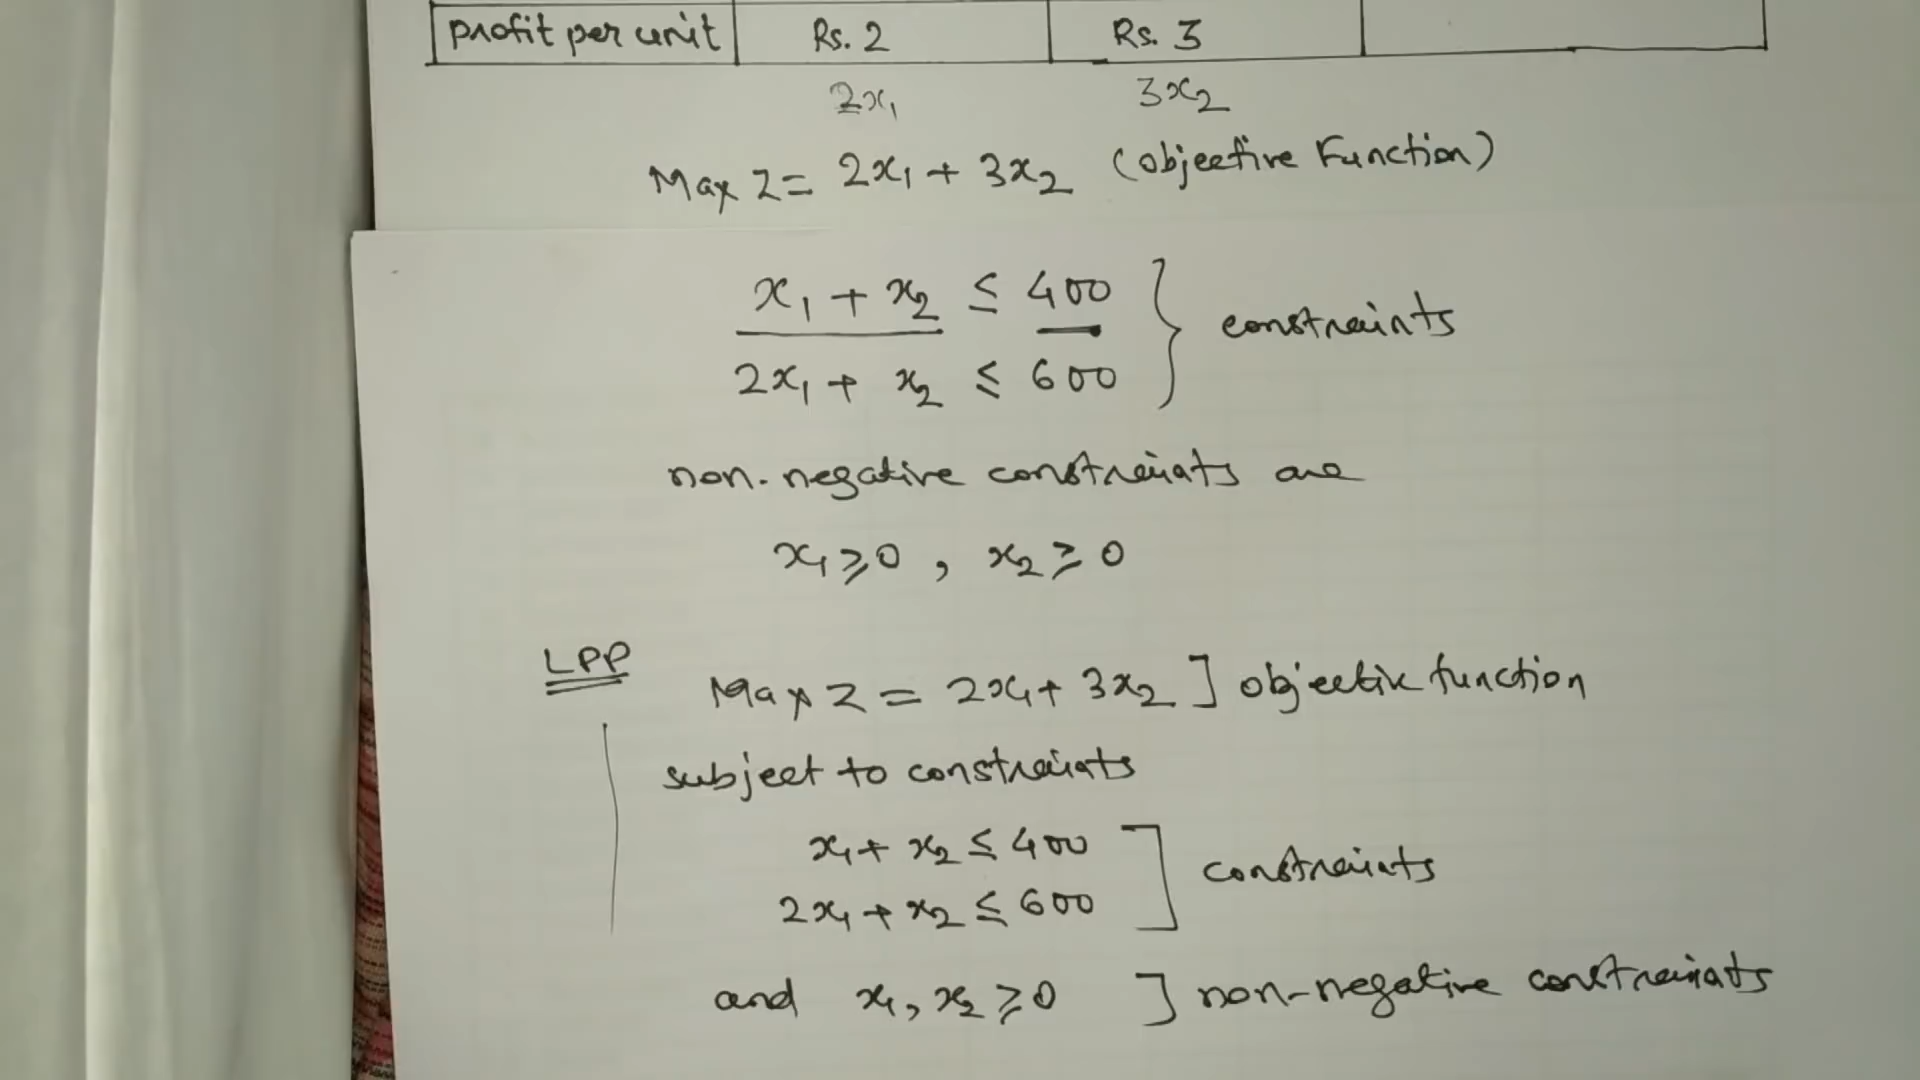 profit per unit Rs. 2 Rs. 3
2x₁ 3x₂
Max Z = 2x₁ + 3x₂ (Objective Function)
x₁ + x₂ ≤ 400
2x₁ + x₂ ≤ 600 } constraints
non-negative constraints are
x₁ ≥ 0 , x₂ ≥ 0
LPP
Max Z = 2x₁ + 3x₂ ] objective function
subject to constraints
x₁ + x₂ ≤ 400
2x₁ + x₂ ≤ 600 ] constraints
and x₁, x₂ ≥ 0 ] non-negative constraints